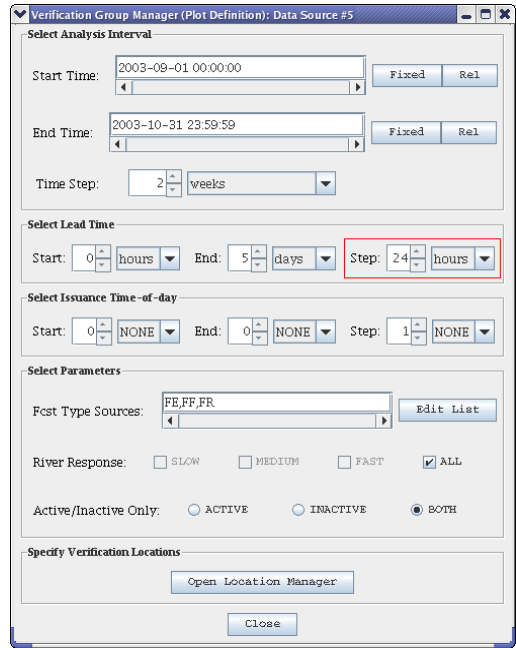 Verification Group Manager (Plot Definition): Data Source #5
Select Analysis Interval
Start Time: 2003-09-01 00:00:00 Fixed Rel
End Time: 2003-10-31 23:59:59 Fixed Rel
Time Step: 2 weeks
Select Lead Time
Start: 0 hours End: 5 days Step: 24 hours
Select Issuance Time-of-day
Start: 0 NONE End: 0 NONE Step: 1 NONE
Select Parameters
Fcst Type Sources: FE,FF,FR Edit List
River Response: SLOW MEDIUM FAST ALL
Active/Inactive Only: ACTIVE INACTIVE BOTH
Specify Verification Locations
Open Location Manager
Close